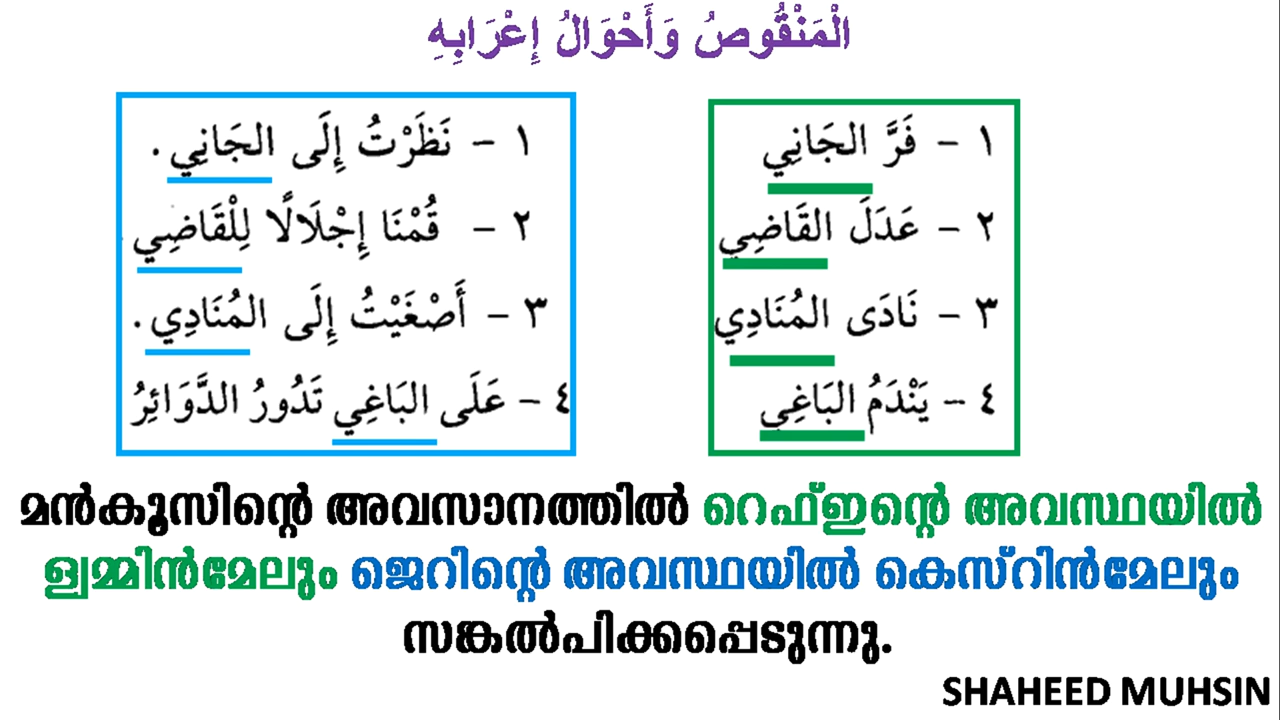 الْمَنْقُوصُ وَأَحْوَالُ إِعْرَابِهِ
١ - فَرَّ الجَانِي
٢ - عَدَلَ القَاضِي
٣ - نَادَى المُنَادِي
٤ - يَنْدَمُ البَاغِي
١ - نَظَرْتُ إِلَى الجَانِي .
٢ - قُمْنَا إِجْلَالًا لِلْقَاضِي .
٣ - أَصْغَيْتُ إِلَى المُنَادِي .
٤ - عَلَى البَاغِي تَدُورُ الدَّوَائِرُ
മൻകൂസിന്റെ അവസാനത്തിൽ റെഫ്ഇന്റെ അവസ്ഥയിൽ
ള്വമ്മിൻമേലും ജെറിന്റെ അവസ്ഥയിൽ കെസ്റിൻമേലും
സങ്കൽപിക്കപ്പെടുന്നു.
SHAHEED MUHSIN